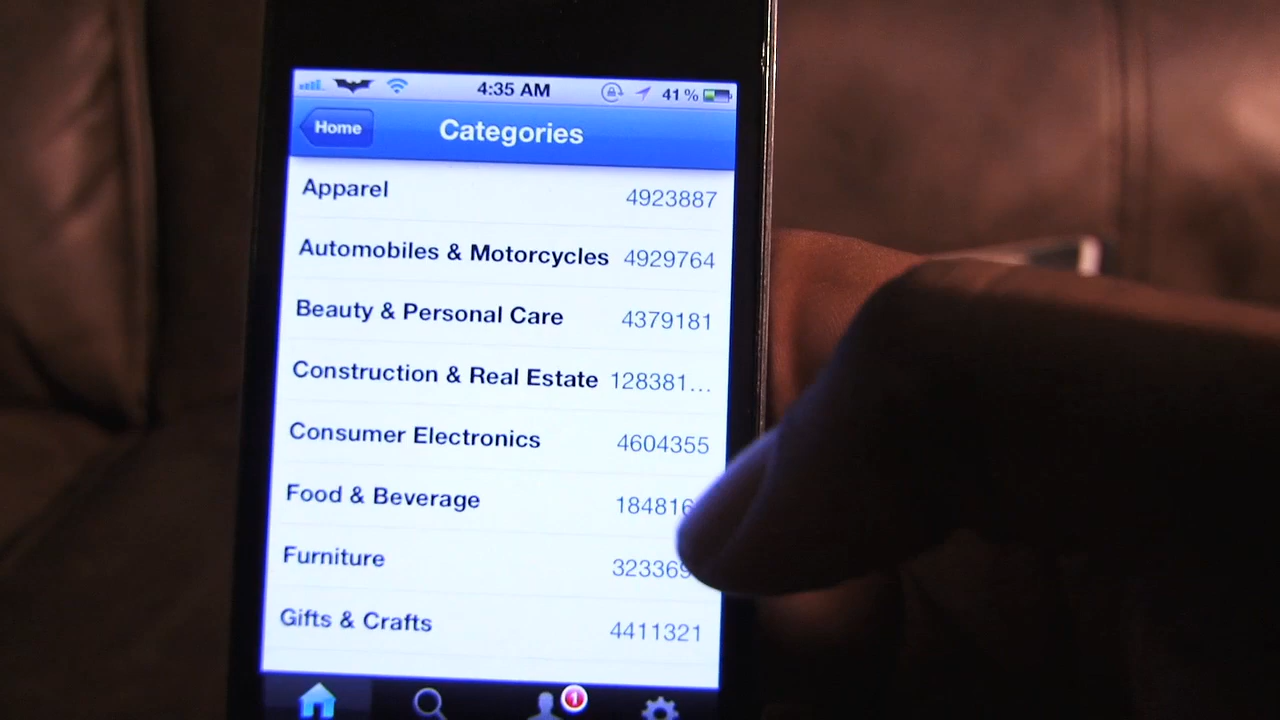 4:35 AM 41%
Home Categories
Apparel 4923887
Automobiles & Motorcycles 4929764
Beauty & Personal Care 4379181
Construction & Real Estate 128381...
Consumer Electronics 4604355
Food & Beverage
Furniture
Gifts & Crafts 4411321
1